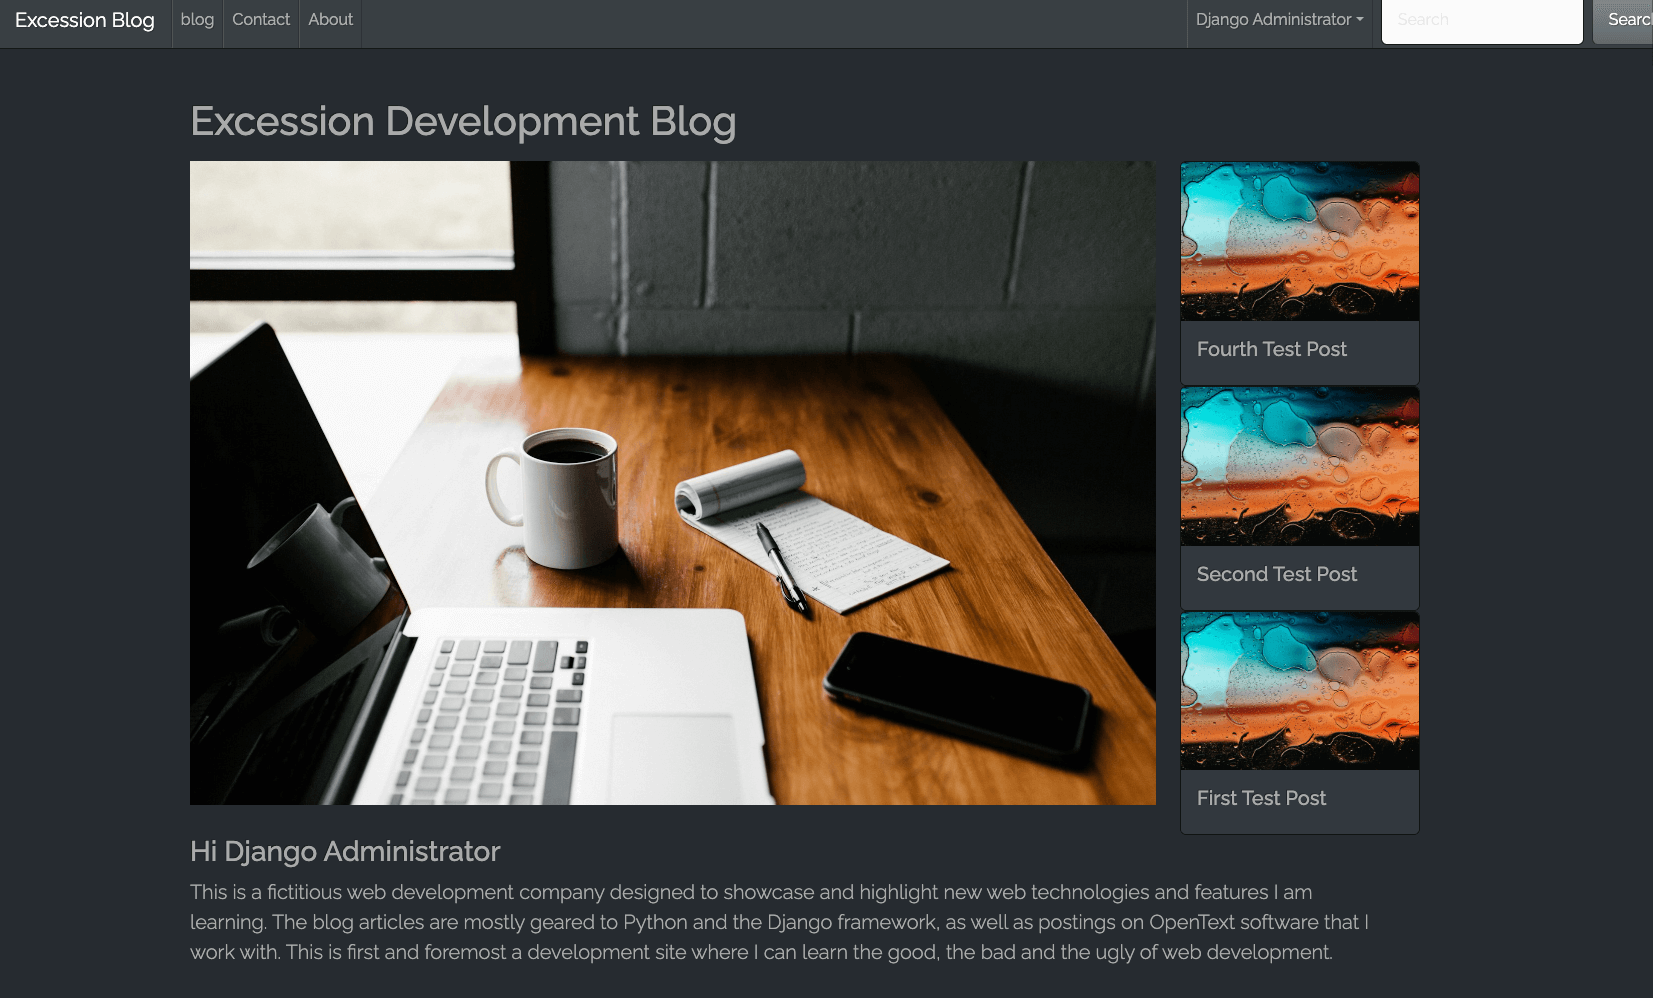 Excession Blog
blog
Contact
About
Django Administrator
Search
Searc
Excession Development Blog
Fourth Test Post
Second Test Post
First Test Post
Hi Django Administrator
This is a fictitious web development company designed to showcase and highlight new web technologies and features I am
learning. The blog articles are mostly geared to Python and the Django framework, as well as postings on OpenText software that I
work with. This is first and foremost a development site where I can learn the good, the bad and the ugly of web development.